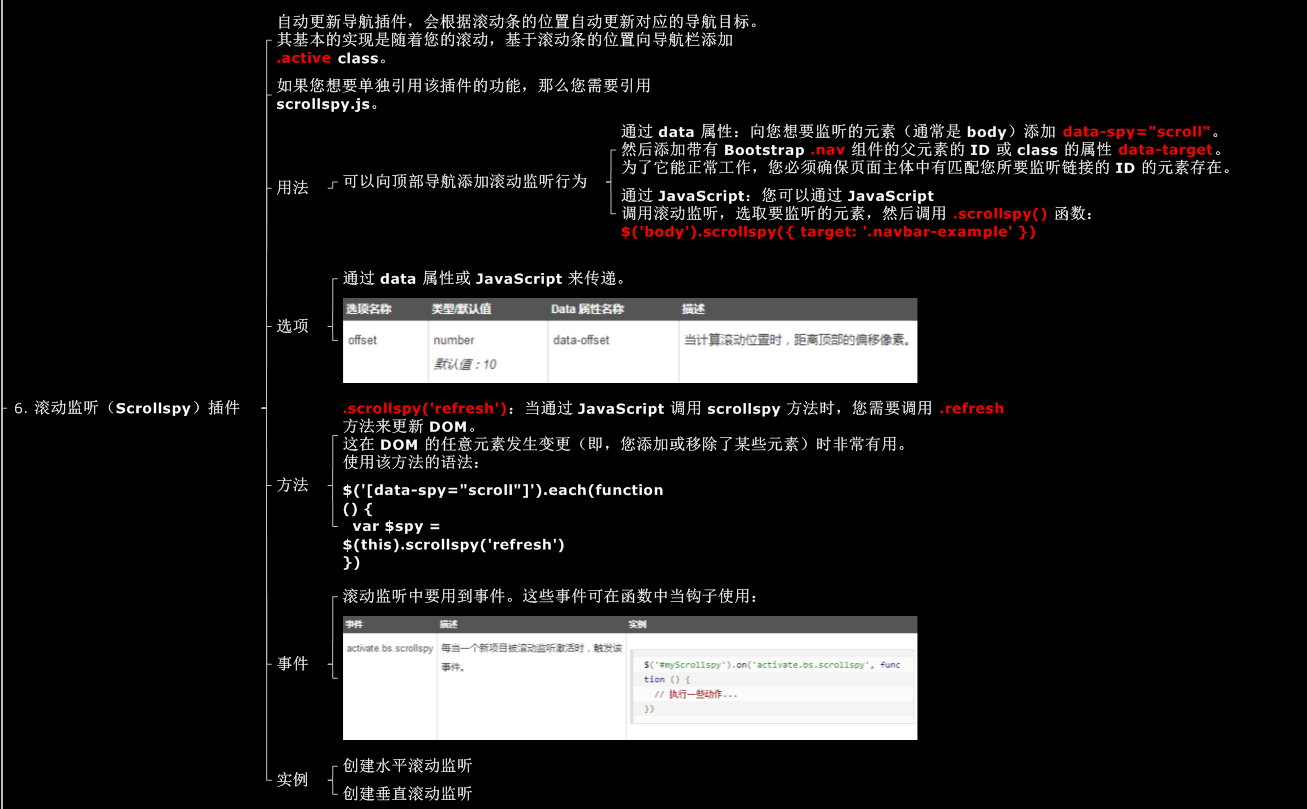 自动更新导航插件，会根据滚动条的位置自动更新对应的导航目标。
其基本的实现是随着您的滚动，基于滚动条的位置向导航栏添加
.active class。
如果您想要单独引用该插件的功能，那么您需要引用
scrollspy.js。
用法
可以向顶部导航添加滚动监听行为
通过 data 属性：向您想要监听的元素（通常是 body）添加 data-spy="scroll"。
然后添加带有 Bootstrap .nav 组件的父元素的 ID 或 class 的属性 data-target。
为了它能正常工作，您必须确保页面主体中有匹配您所要监听链接的 ID 的元素存在。
通过 JavaScript：您可以通过 JavaScript
调用滚动监听，选取要监听的元素，然后调用 .scrollspy() 函数：
$('body').scrollspy({ target: '.navbar-example' })
选项
通过 data 属性或 JavaScript 来传递。
选项名称 类型/默认值 Data 属性名称 描述
offset number data-offset 当计算滚动位置时，距离顶部的偏移像素。
默认值：10
6. 滚动监听（Scrollspy）插件
方法
.scrollspy('refresh')：当通过 JavaScript 调用 scrollspy 方法时，您需要调用 .refresh
方法来更新 DOM。
这在 DOM 的任意元素发生变更（即，您添加或移除了某些元素）时非常有用。
使用该方法的语法：
$('[data-spy="scroll"]').each(function
() {
var $spy =
$(this).scrollspy('refresh')
})
事件
滚动监听中要用到事件。这些事件可在函数中当钩子使用：
事件 描述 实例
activate.bs.scrollspy 每当一个新项目被滚动监听激活时，触发该
事件。
$('#myScrollspy').on('activate.bs.scrollspy', func
tion () {
// 执行一些动作...
})
实例
创建水平滚动监听
创建垂直滚动监听